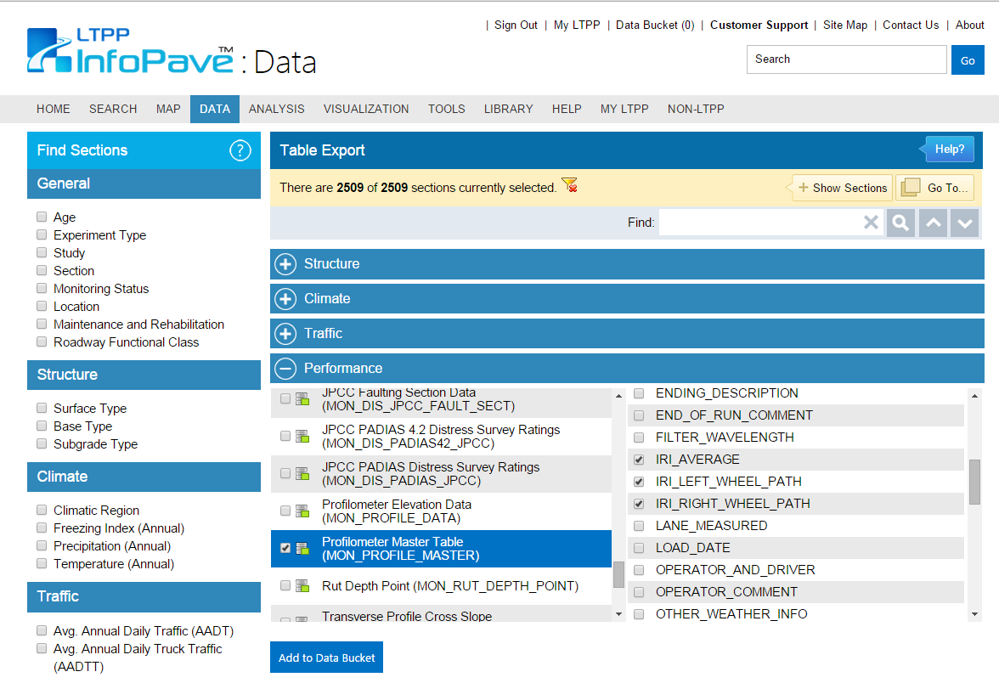 | Sign Out | My LTPP | Data Bucket (0) | Customer Support | Site Map | Contact Us | About
LTPP
InfoPave™ : Data
Search
Go
HOME SEARCH MAP DATA ANALYSIS VISUALIZATION TOOLS LIBRARY HELP MY LTPP NON-LTPP
Find Sections ?
General
Age
Experiment Type
Study
Section
Monitoring Status
Location
Maintenance and Rehabilitation
Roadway Functional Class
Structure
Surface Type
Base Type
Subgrade Type
Climate
Climatic Region
Freezing Index (Annual)
Precipitation (Annual)
Temperature (Annual)
Traffic
Avg. Annual Daily Traffic (AADT)
Avg. Annual Daily Truck Traffic
(AADTT)
Table Export
Help?
There are 2509 of 2509 sections currently selected.
+ Show Sections
Go To...
Find:
Structure
Climate
Traffic
Performance
JPCC Faulting Section Data
(MON_DIS_JPCC_FAULT_SECT)
JPCC PADIAS 4.2 Distress Survey Ratings
(MON_DIS_PADIAS42_JPCC)
JPCC PADIAS Distress Survey Ratings
(MON_DIS_PADIAS_JPCC)
Profilometer Elevation Data
(MON_PROFILE_DATA)
Profilometer Master Table
(MON_PROFILE_MASTER)
Rut Depth Point (MON_RUT_DEPTH_POINT)
Transverse Profile Cross Slope
ENDING_DESCRIPTION
END_OF_RUN_COMMENT
FILTER_WAVELENGTH
IRI_AVERAGE
IRI_LEFT_WHEEL_PATH
IRI_RIGHT_WHEEL_PATH
LANE_MEASURED
LOAD_DATE
OPERATOR_AND_DRIVER
OPERATOR_COMMENT
OTHER_WEATHER_INFO
Add to Data Bucket